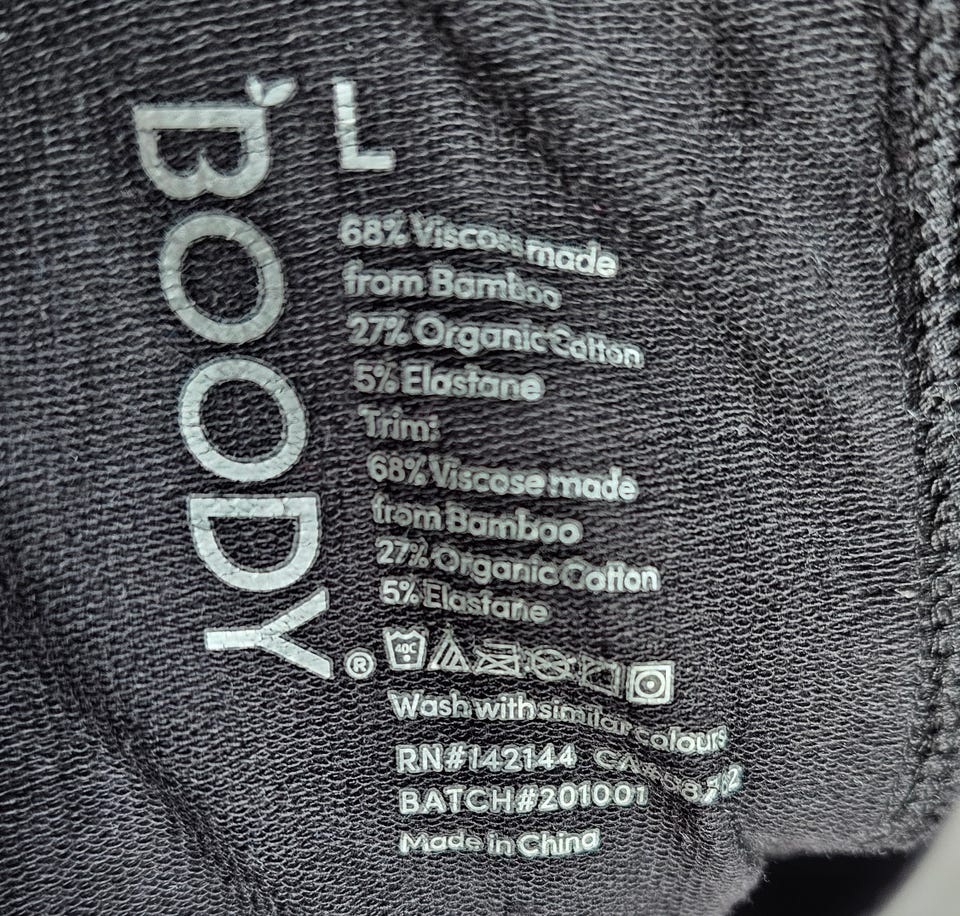 BOODY®
L
68% Viscose made
from Bamboo
27% Organic Cotton
5% Elastane
Trim:
68% Viscose made
from Bamboo
27% Organic Cotton
5% Elastane
40C
Wash with similar colours
RN#142144
BATCH#201001
Made in China